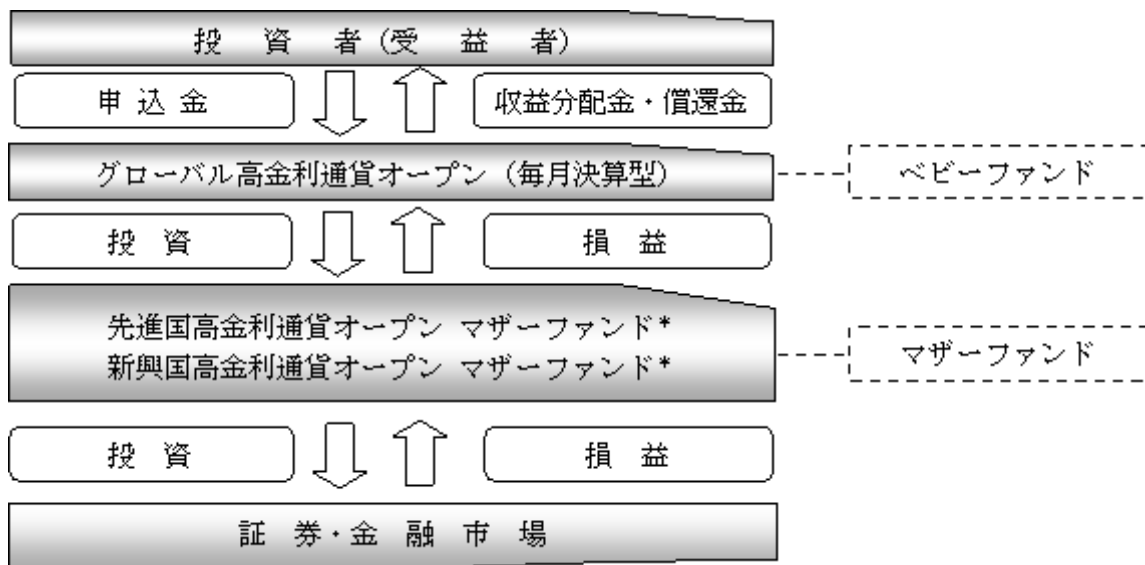 投資者(受益者)
申込金
収益分配金・償還金
グローバル高金利通貨オープン(毎月決算型)
ベビーファンド
投資
損益
先進国高金利通貨オープン マザーファンド*
新興国高金利通貨オープン マザーファンド*
マザーファンド
投資
損益
証券・金融市場